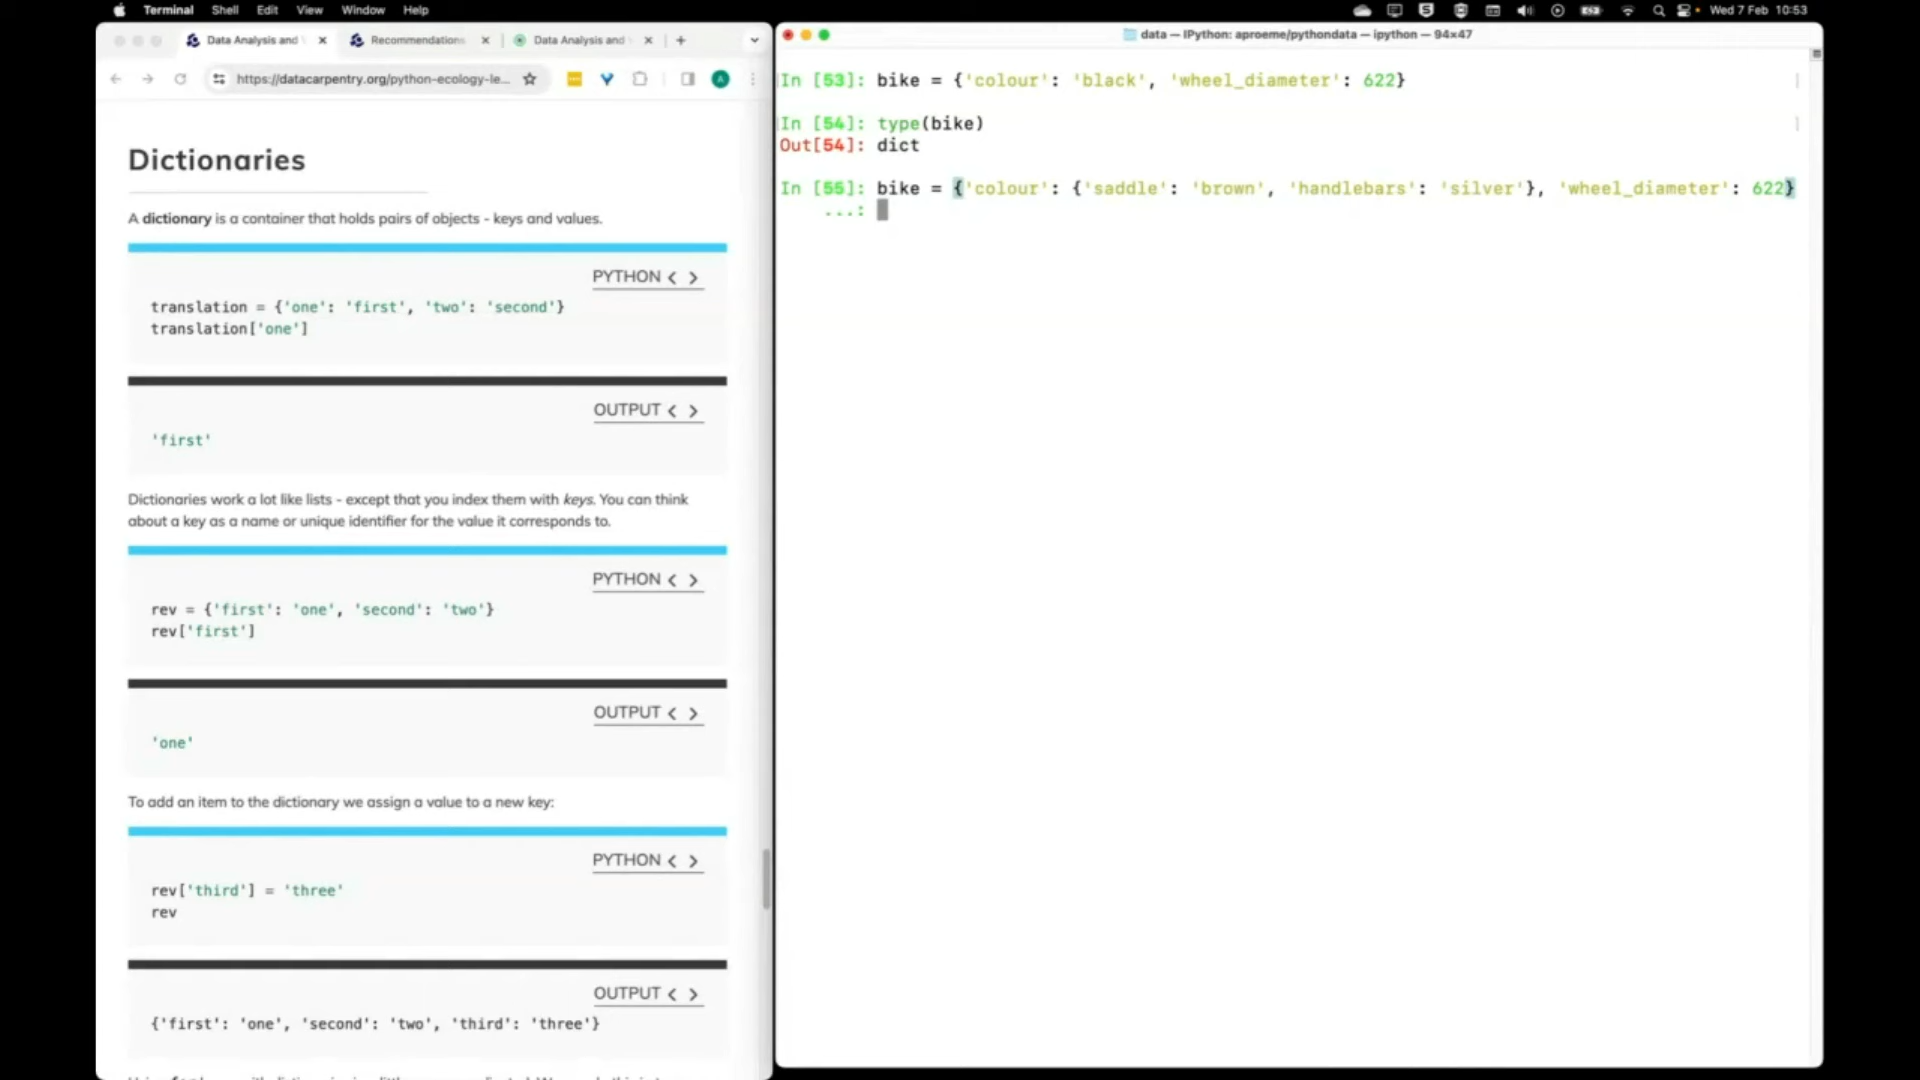 Terminal Shell Edit View Window Help
Wed 7 Feb 10:53
Data Analysis and
Recommendations
Data Analysis and
https://datacarpentry.org/python-ecology-le...
A
Dictionaries
A dictionary is a container that holds pairs of objects - keys and values.
PYTHON < >
translation = {'one': 'first', 'two': 'second'}
translation['one']
OUTPUT < >
'first'
Dictionaries work a lot like lists - except that you index them with keys. You can think
about a key as a name or unique identifier for the value it corresponds to.
PYTHON < >
rev = {'first': 'one', 'second': 'two'}
rev['first']
OUTPUT < >
'one'
To add an item to the dictionary we assign a value to a new key:
PYTHON < >
rev['third'] = 'three'
rev
OUTPUT < >
{'first': 'one', 'second': 'two', 'third': 'three'}
data — IPython: aproeme/pythondata — ipython — 94×47
In [53]: bike = {'colour': 'black', 'wheel_diameter': 622}
In [54]: type(bike)
Out[54]: dict
In [55]: bike = {'colour': {'saddle': 'brown', 'handlebars': 'silver'}, 'wheel_diameter': 622}
...: